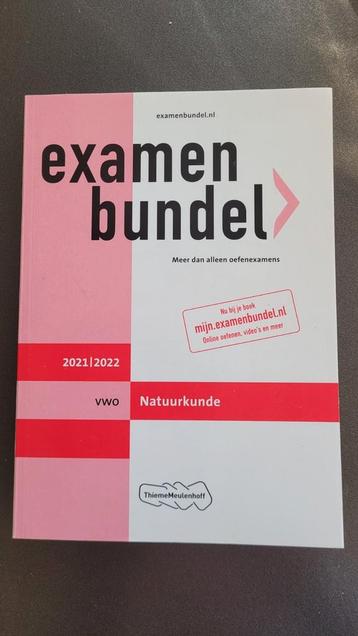 examenbundel.nl
examen
bundel
Meer dan alleen oefenexamens
Nu bij je boek
mijn.examenbundel.nl
Online oefenen, video's en meer
2021|2022
vwo
Natuurkunde
ThiemeMeulenhoff